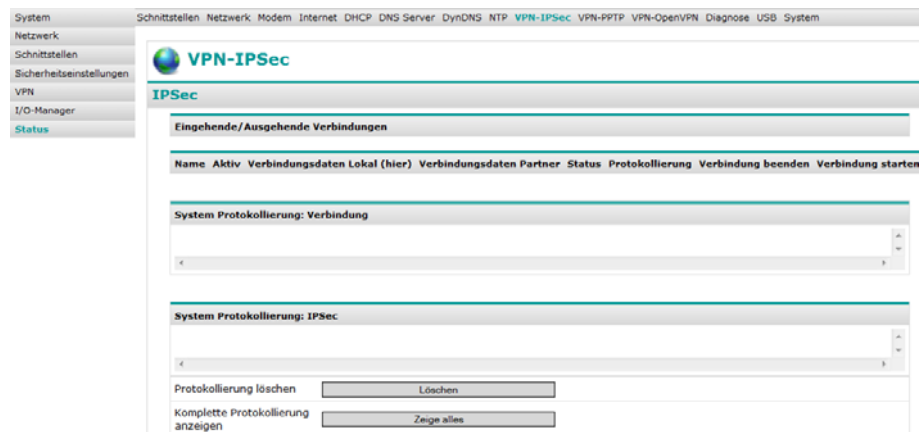 System
Netzwerk
Schnittstellen
Sicherheitseinstellungen
VPN
I/O-Manager
Status
Schnittstellen Netzwerk Modem Internet DHCP DNS Server DynDNS NTP VPN-IPSec VPN-PPTP VPN-OpenVPN Diagnose USB System
VPN-IPSec
IPSec
Eingehende/Ausgehende Verbindungen
Name Aktiv Verbindungsdaten Lokal (hier) Verbindungsdaten Partner Status Protokollierung Verbindung beenden Verbindung starten
System Protokollierung: Verbindung
System Protokollierung: IPSec
Protokollierung löschen Löschen
Komplette Protokollierung
anzeigen Zeige alles